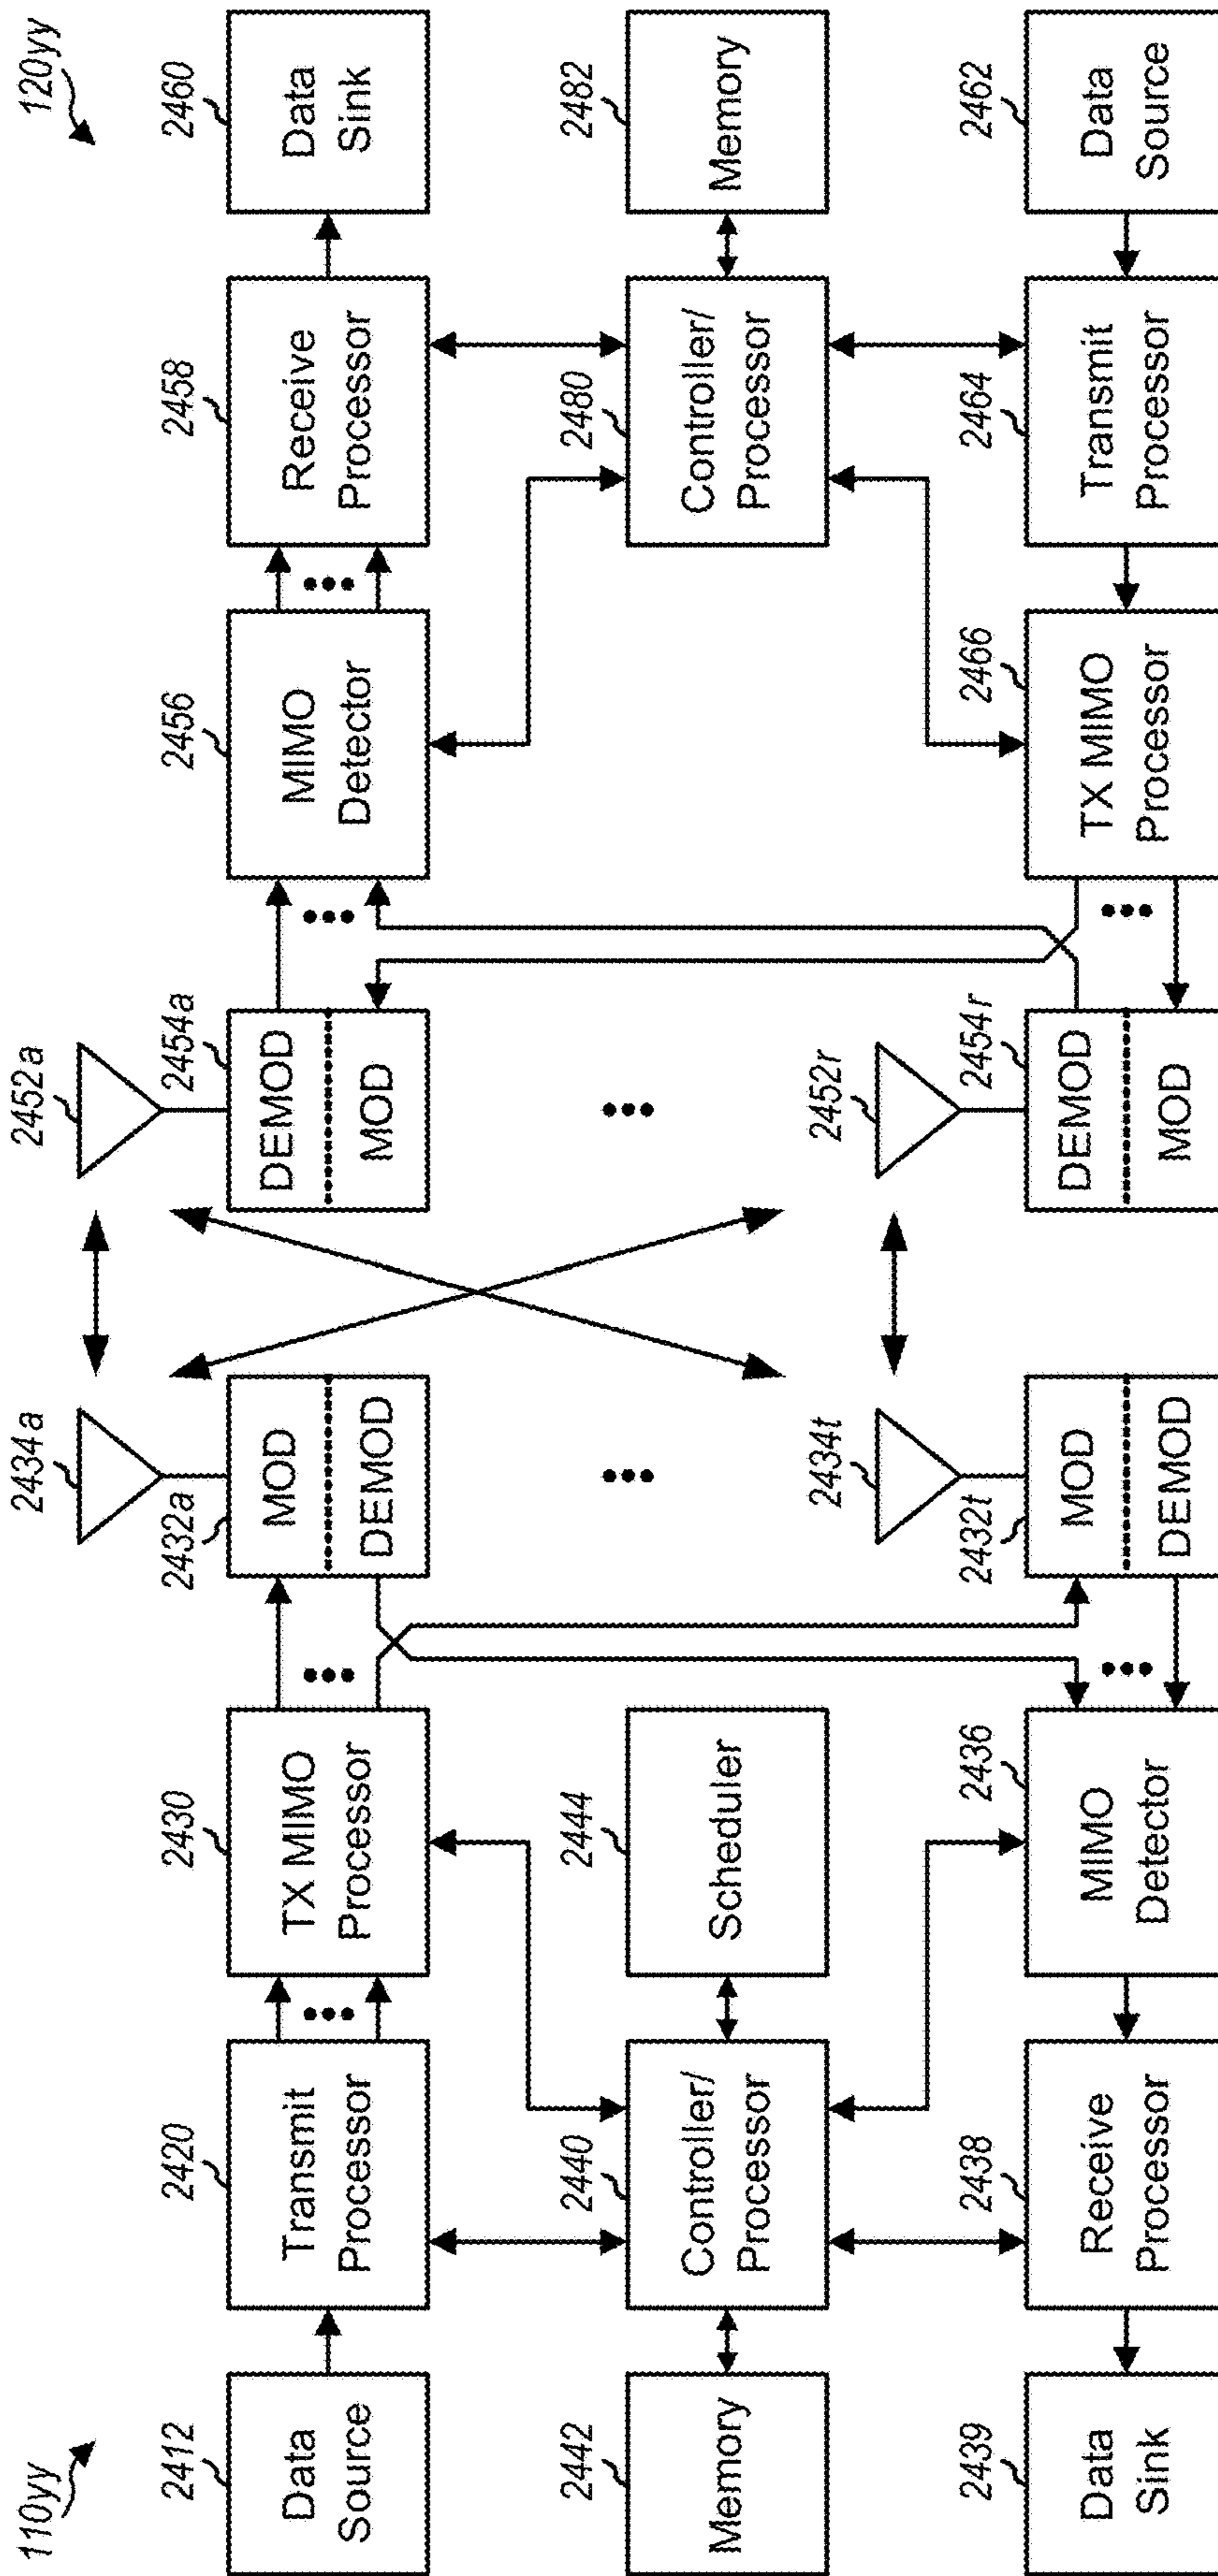 110yy
2412
Data
Source
2420
Transmit
Processor
2430
TX MIMO
Processor
2432a
MOD
DEMOD
2434a
2442
Memory
2440
Controller/
Processor
2444
Scheduler
2439
Data
Sink
2438
Receive
Processor
2436
MIMO
Detector
2432t
MOD
DEMOD
2434t
120yy
2452a
2454a
DEMOD
MOD
2456
MIMO
Detector
2458
Receive
Processor
2460
Data
Sink
2480
Controller/
Processor
2482
Memory
2452r
2454r
DEMOD
MOD
2466
TX MIMO
Processor
2464
Transmit
Processor
2462
Data
Source